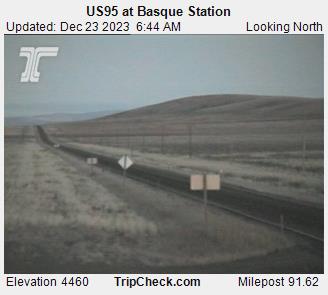 US95 at Basque Station
Updated: Dec 23 2023 6:44 AM Looking North
Elevation 4460 TripCheck.com Milepost 91.62